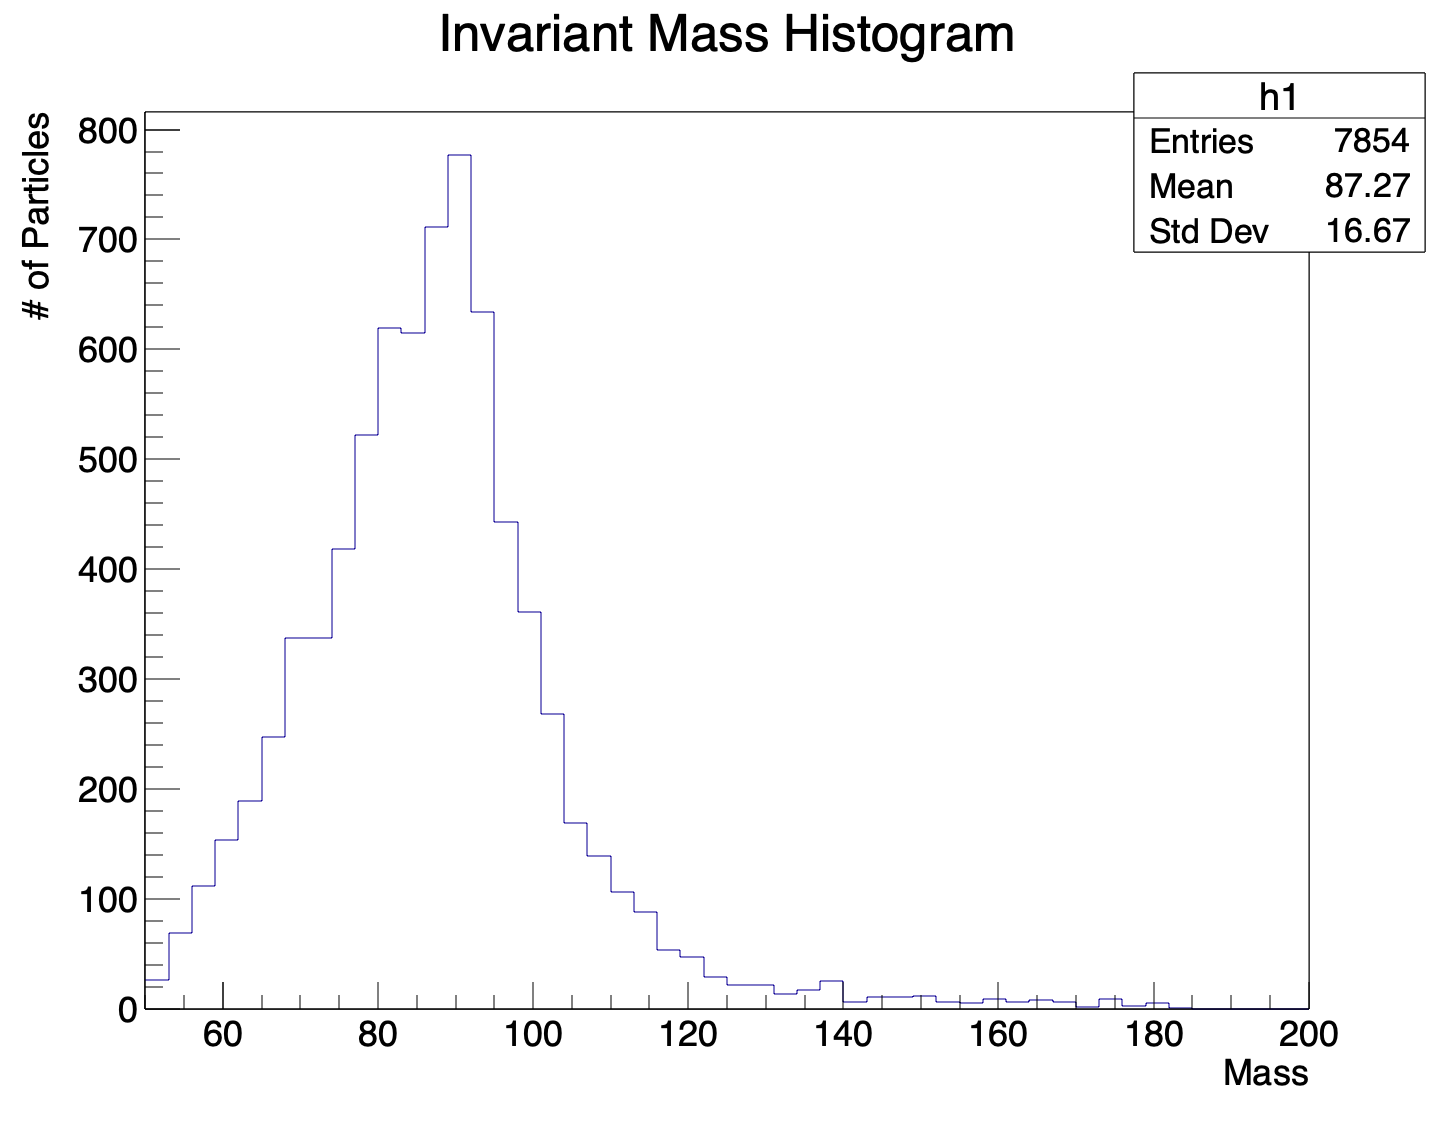 Invariant Mass Histogram
h1
Entries 7854
Mean 87.27
Std Dev 16.67
# of Particles
800
700
600
500
400
300
200
100
0
60 80 100 120 140 160 180 200
Mass